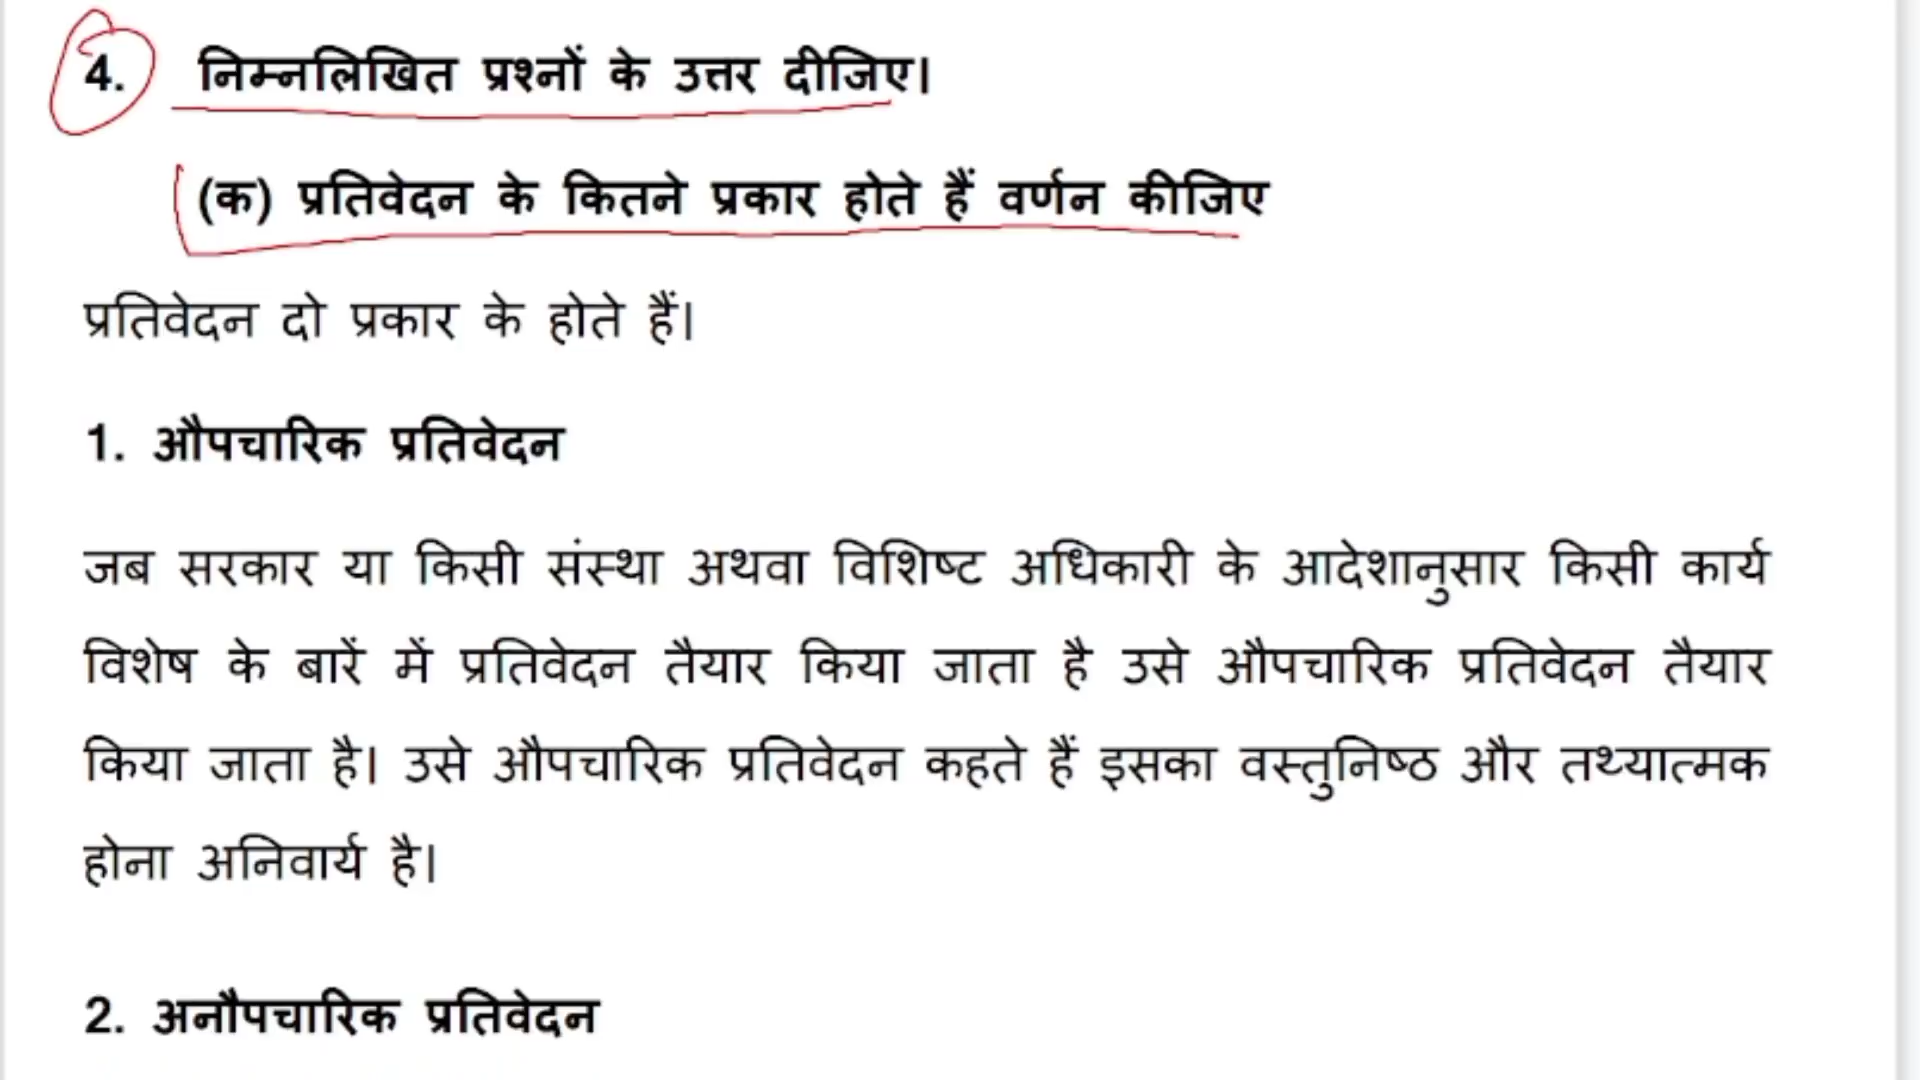 4. निम्नलिखित प्रश्नों के उत्तर दीजिए।
(क) प्रतिवेदन के कितने प्रकार होते हैं वर्णन कीजिए
प्रतिवेदन दो प्रकार के होते हैं।
1. औपचारिक प्रतिवेदन
जब सरकार या किसी संस्था अथवा विशिष्ट अधिकारी के आदेशानुसार किसी कार्य
विशेष के बारें में प्रतिवेदन तैयार किया जाता है उसे औपचारिक प्रतिवेदन तैयार
किया जाता है। उसे औपचारिक प्रतिवेदन कहते हैं इसका वस्तुनिष्ठ और तथ्यात्मक
होना अनिवार्य है।
2. अनौपचारिक प्रतिवेदन